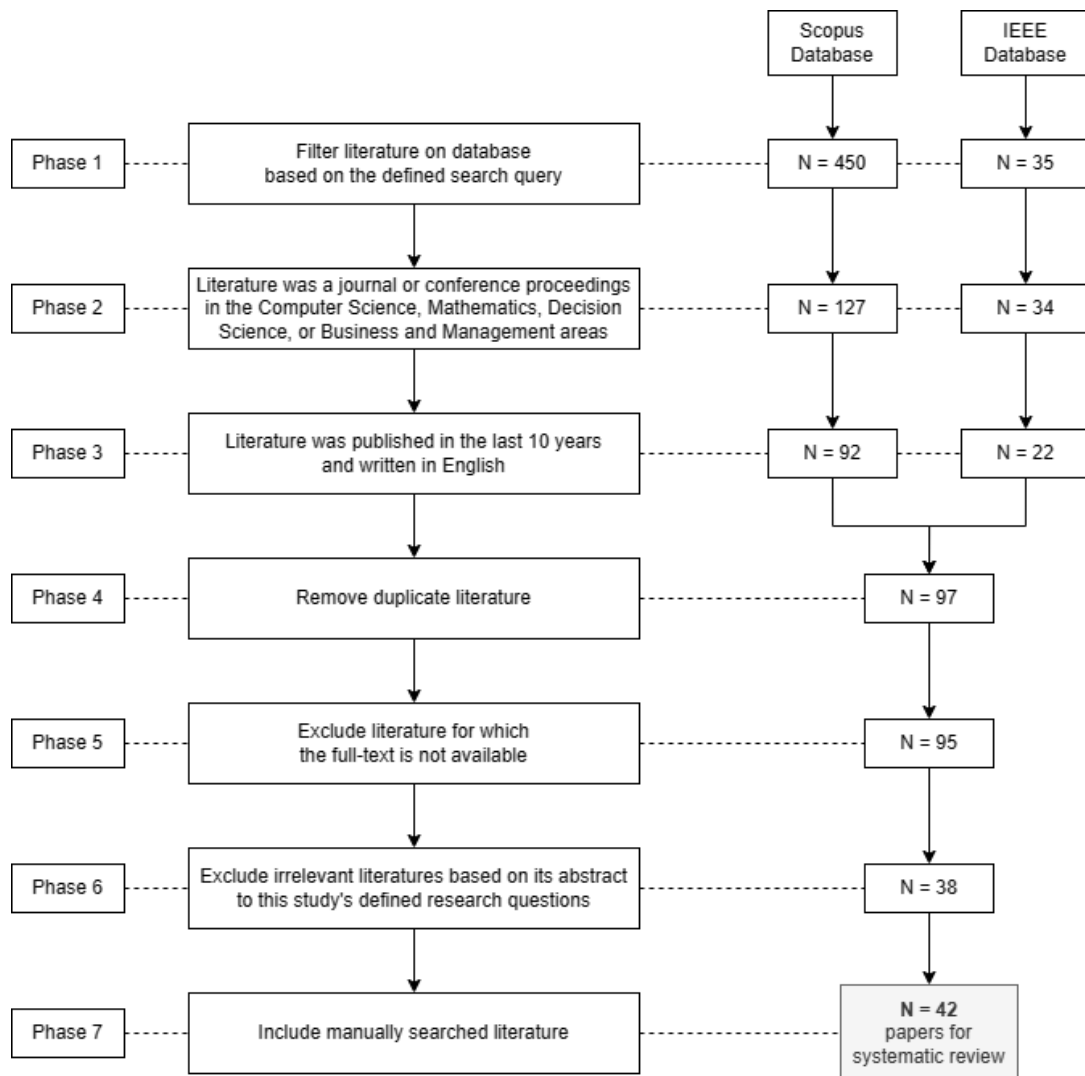 Scopus
Database
IEEE
Database
Phase 1
Filter literature on database
based on the defined search query
N = 450
N = 35
Phase 2
Literature was a journal or conference proceedings
in the Computer Science, Mathematics, Decision
Science, or Business and Management areas
N = 127
N = 34
Phase 3
Literature was published in the last 10 years
and written in English
N = 92
N = 22
Phase 4
Remove duplicate literature
N = 97
Phase 5
Exclude literature for which
the full-text is not available
N = 95
Phase 6
Exclude irrelevant literatures based on its abstract
to this study's defined research questions
N = 38
Phase 7
Include manually searched literature
N = 42
papers for
systematic review